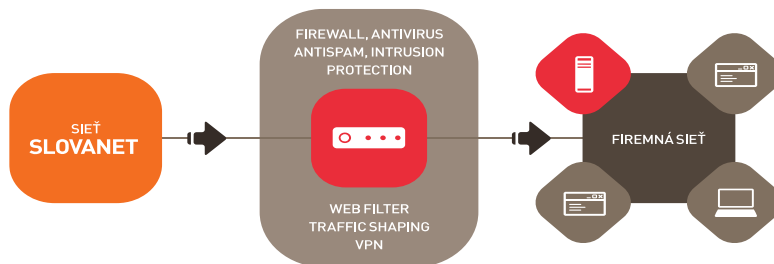 SIEŤ
SLOVANET
FIREWALL, ANTIVIRUS
ANTISPAM, INTRUSION
PROTECTION
WEB FILTER
TRAFFIC SHAPING
VPN
FIREMNÁ SIEŤ